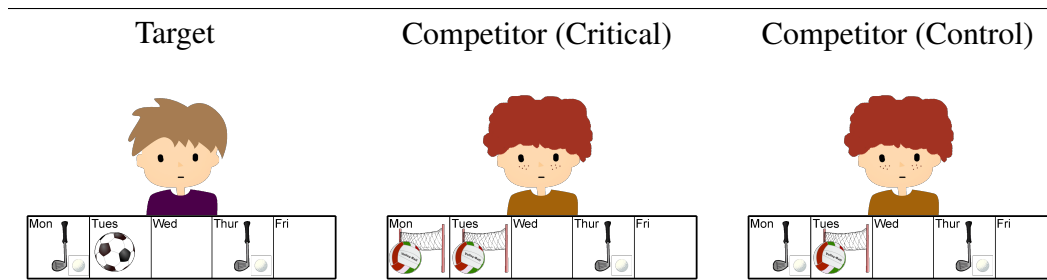 Target Competitor (Critical) Competitor (Control)
Mon Tues Wed Thur Fri Mon Tues Wed Thur Fri Mon Tues Wed Thur Fri